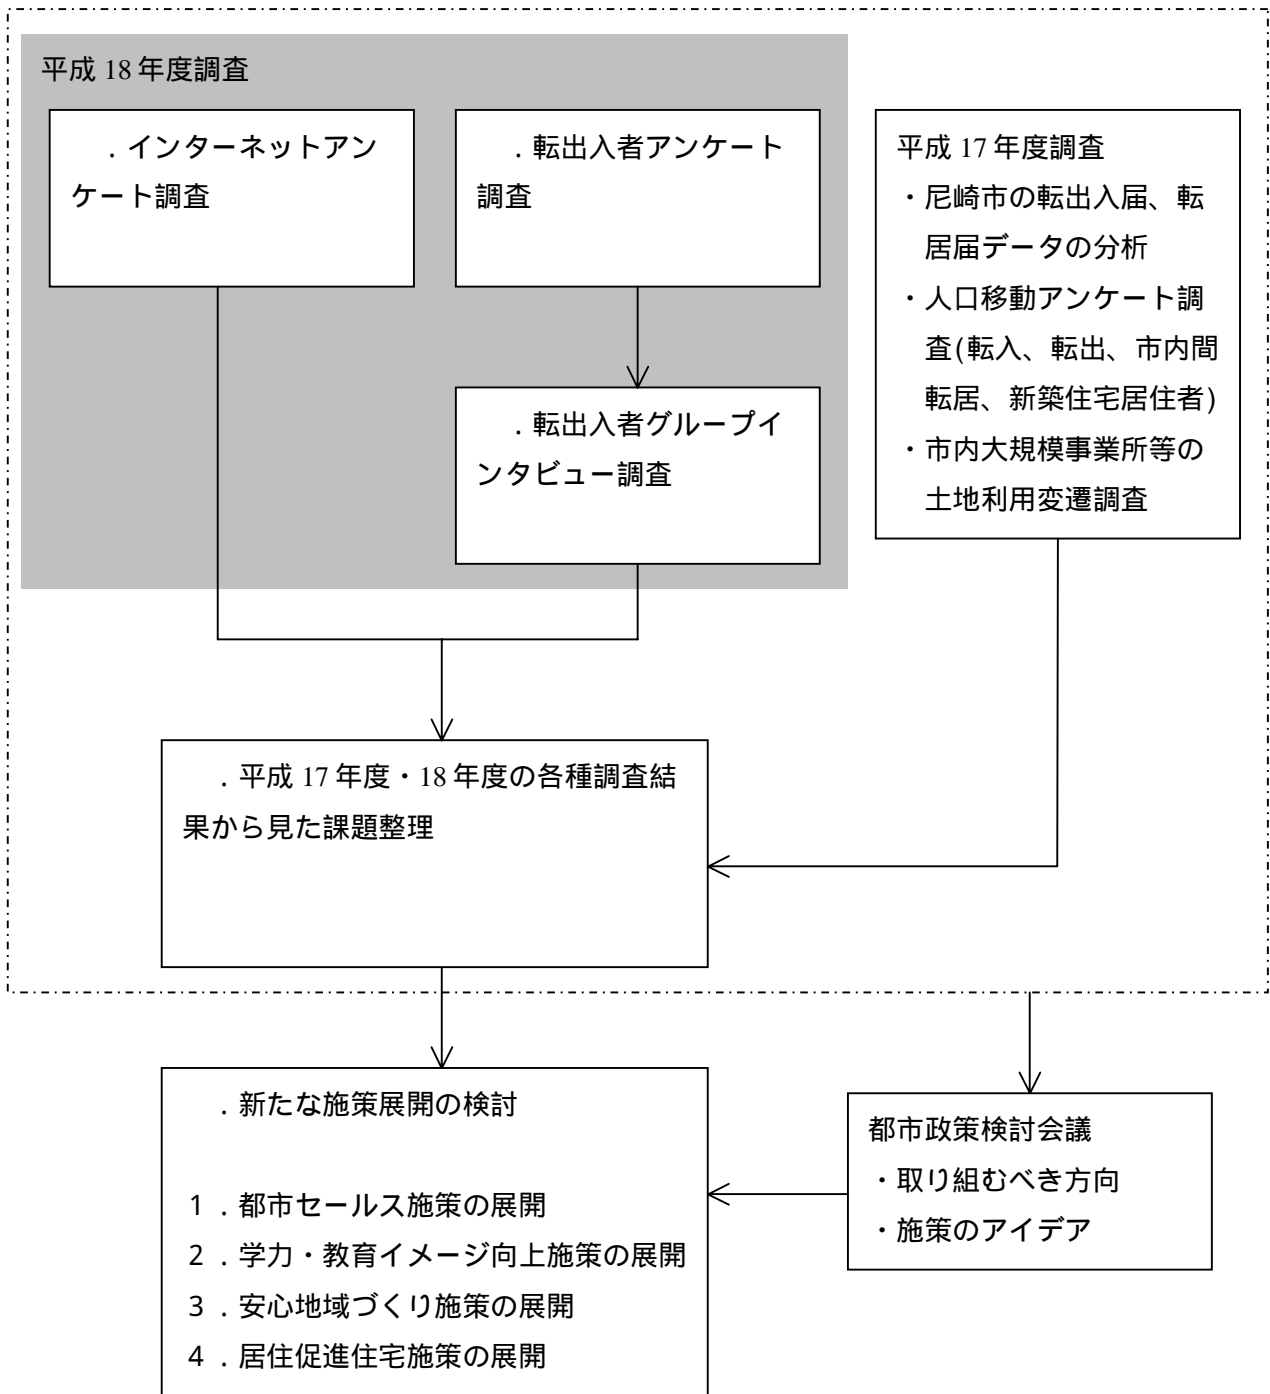 平成 18 年度調査
．インターネットアン
ケート調査
．転出入者アンケート
調査
．転出入者グループイ
ンタビュー調査
平成 17 年度調査
・尼崎市の転出入届、転
居届データの分析
・人口移動アンケート調
査(転入、転出、市内間
転居、新築住宅居住者)
・市内大規模事業所等の
土地利用変遷調査
．平成 17 年度・18 年度の各種調査結
果から見た課題整理
．新たな施策展開の検討
1．都市セールス施策の展開
2．学力・教育イメージ向上施策の展開
3．安心地域づくり施策の展開
4．居住促進住宅施策の展開
都市政策検討会議
・取り組むべき方向
・施策のアイデア